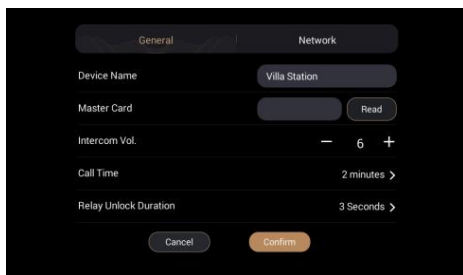 General Network
Device Name Villa Station
Master Card Read
Intercom Vol. — 6 +
Call Time 2 minutes >
Relay Unlock Duration 3 Seconds >
Cancel Confirm